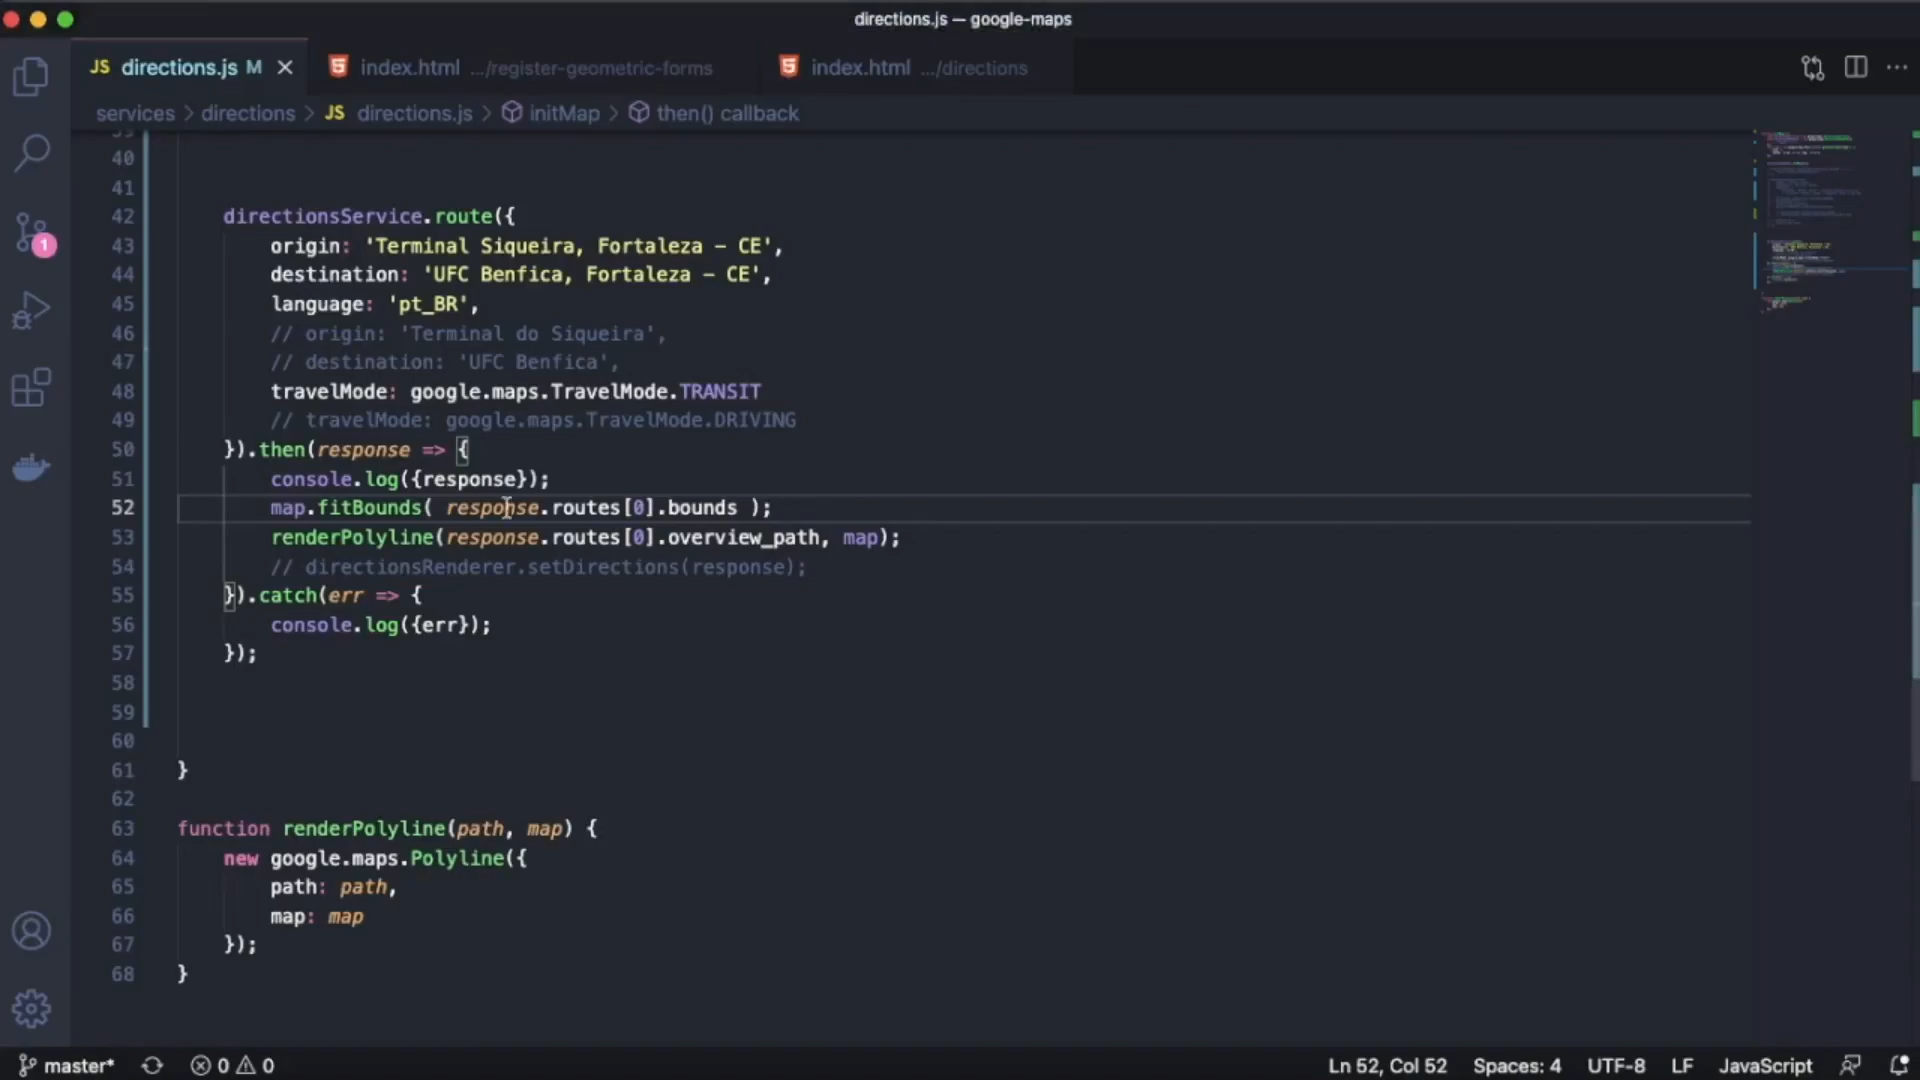 directions.js — google-maps
JS directions.js M
index.html .../register-geometric-forms
index.html .../directions
services > directions > JS directions.js > initMap > then() callback
39
40
41
42 directionsService.route({
43 origin: 'Terminal Siqueira, Fortaleza - CE',
44 destination: 'UFC Benfica, Fortaleza - CE',
45 language: 'pt_BR',
46 // origin: 'Terminal do Siqueira',
47 // destination: 'UFC Benfica',
48 travelMode: google.maps.TravelMode.TRANSIT
49 // travelMode: google.maps.TravelMode.DRIVING
50 }).then(response => {
51 console.log({response});
52 map.fitBounds( response.routes[0].bounds );
53 renderPolyline(response.routes[0].overview_path, map);
54 // directionsRenderer.setDirections(response);
55 }).catch(err => {
56 console.log({err});
57 });
58
59
60
61 }
62
63 function renderPolyline(path, map) {
64 new google.maps.Polyline({
65 path: path,
66 map: map
67 });
68 }
1
master* 0 0 Ln 52, Col 52 Spaces: 4 UTF-8 LF JavaScript